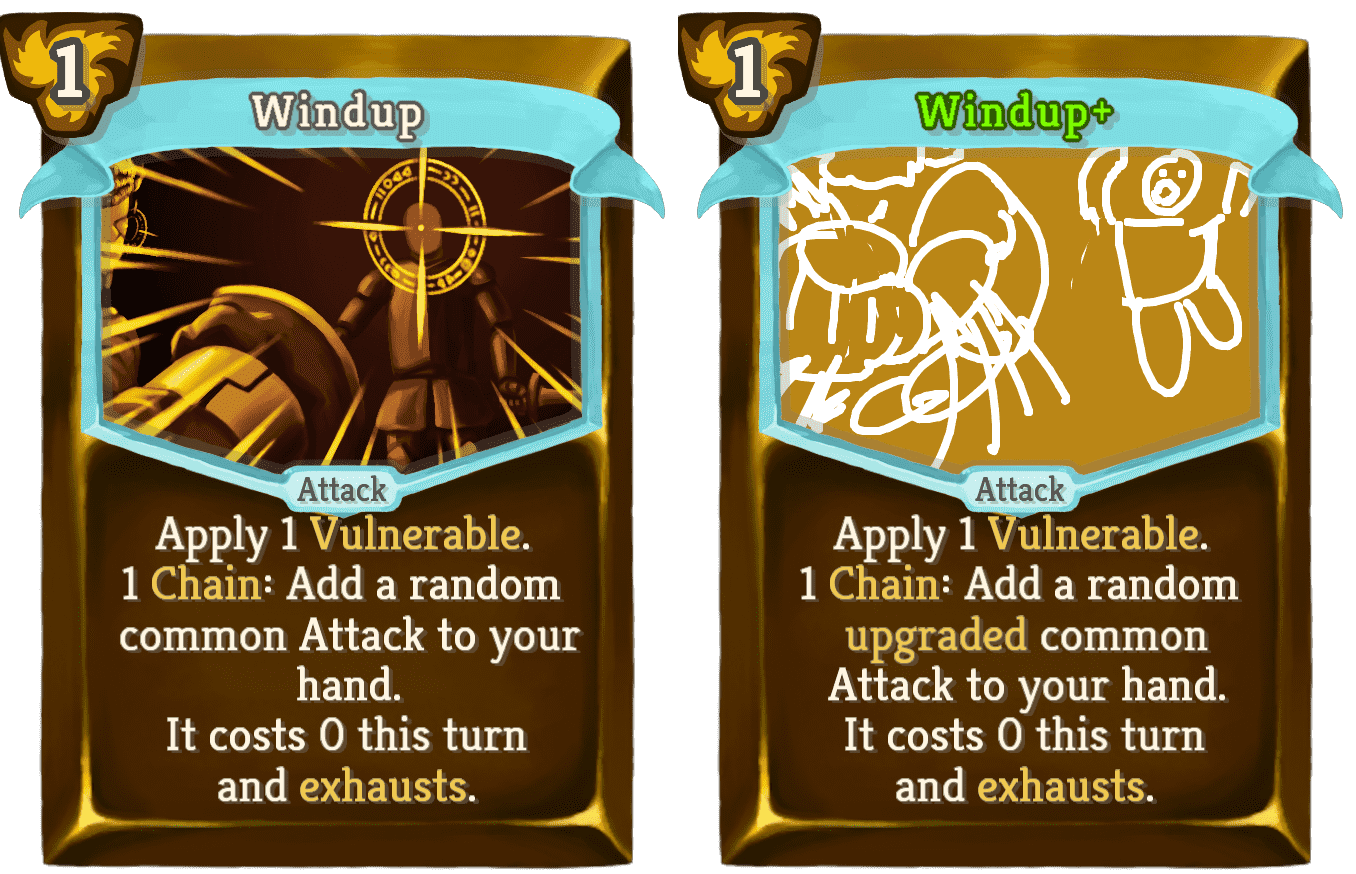 1
Windup
Attack
Apply 1 Vulnerable.
1 Chain: Add a random
common Attack to your
hand.
It costs 0 this turn
and exhausts.
1
Windup+
Attack
Apply 1 Vulnerable.
1 Chain: Add a random
upgraded common
Attack to your hand.
It costs 0 this turn
and exhausts.